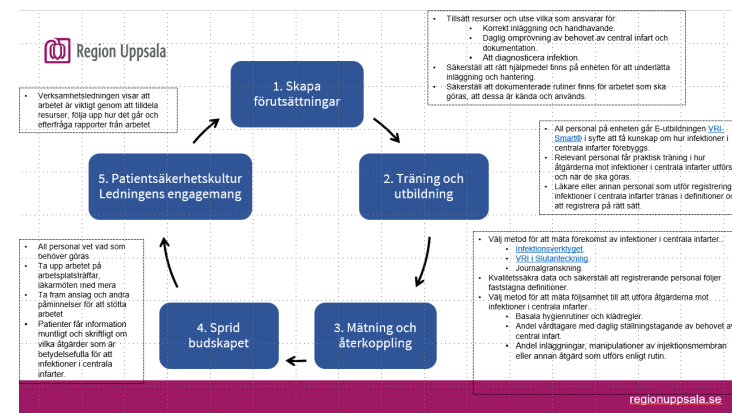 Region Uppsala
Tillsätt resurser och utse vilka som ansvarar för:
Korrekt inläggning och handhavande.
Daglig omprövning av behovet av central infart och
dokumentation.
Att diagnosticera infektion.
Säkerställ att rätt hjälpmedel finns på enheten för att underlätta
inläggning och hantering.
Säkerställ att dokumenterade rutiner finns för arbetet som ska
göras, att dessa är kända och används.
1. Skapa
förutsättningar
Verksamhetsledningen visar att
arbetet är viktigt genom att tilldela
resurser, följa upp hur det går och
efterfråga rapporter från arbetet
All personal på enheten går E-utbildningen VRI-
Smart® i syfte att få kunskap om hur infektioner i
centrala infarter förebyggs.
Relevant personal får praktisk träning i hur
åtgärderna mot infektioner i centrala infarter utförs
och när de ska göras.
Läkare eller annan personal som utför registrering
infektioner i centrala infarter tränas i definitioner oc
att registrera på rätt sätt.
5. Patientsäkerhetskultur
Ledningens engagemang
2. Träning och
utbildning
Välj metod för att mäta förekomst av infektioner i centrala infarter.
Infektionsverktyget.
VRI i Slutanteckning.
Journalgranskning.
Kvalitetssäkra data och säkerställ att registrerande personal följer
fastslagna definitioner.
Välj metod för att mäta följsamhet till att utföra åtgärderna mot
infektioner i centrala infarter.
Basala hygienrutiner och klädregler.
Andel vårdtagare med daglig ställningstagande av behovet av
central infart.
Andel inläggningar, manipulationer av injektionsmembran
eller annan åtgärd som utförs enligt rutin.
All personal vet vad som
behöver göras
Ta upp arbetet på
arbetsplatsträffar,
läkarmöten med mera
Ta fram anslag och andra
påminnelser för att stötta
arbetet
Patienter får information
muntligt och skriftligt om
vilka åtgärder som är
betydelsefulla för att
infektioner i centrala
infarter.
4. Sprid
budskapet
3. Mätning och
återkoppling
regionuppsala.se